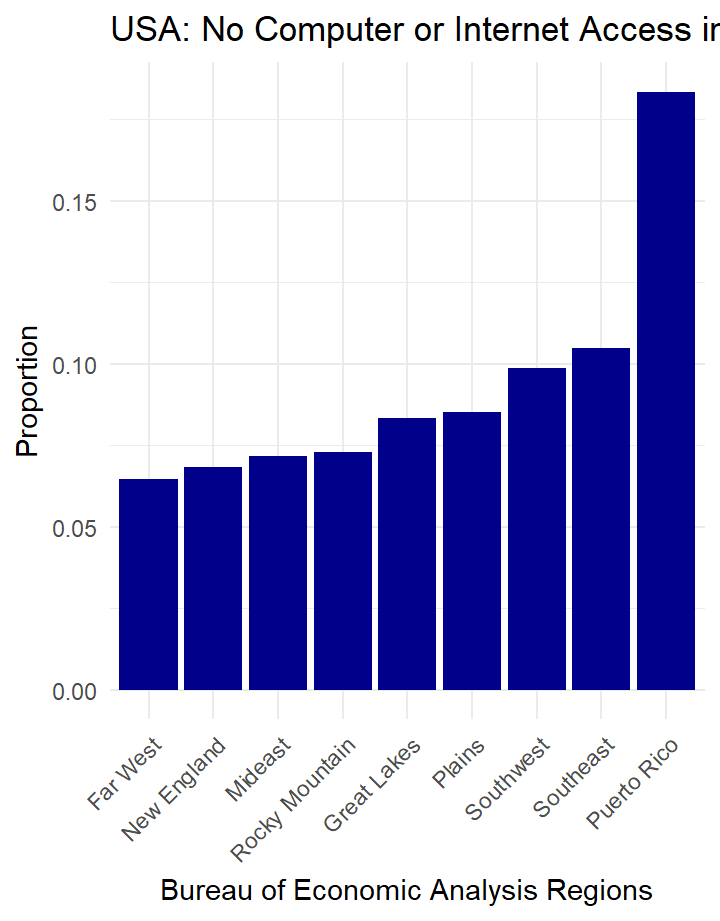 USA: No Computer or Internet Access in
Proportion
0.15
0.10
0.05
0.00
Far West
New England
Mideast
Rocky Mountain
Great Lakes
Plains
Southwest
Southeast
Puerto Rico
Bureau of Economic Analysis Regions